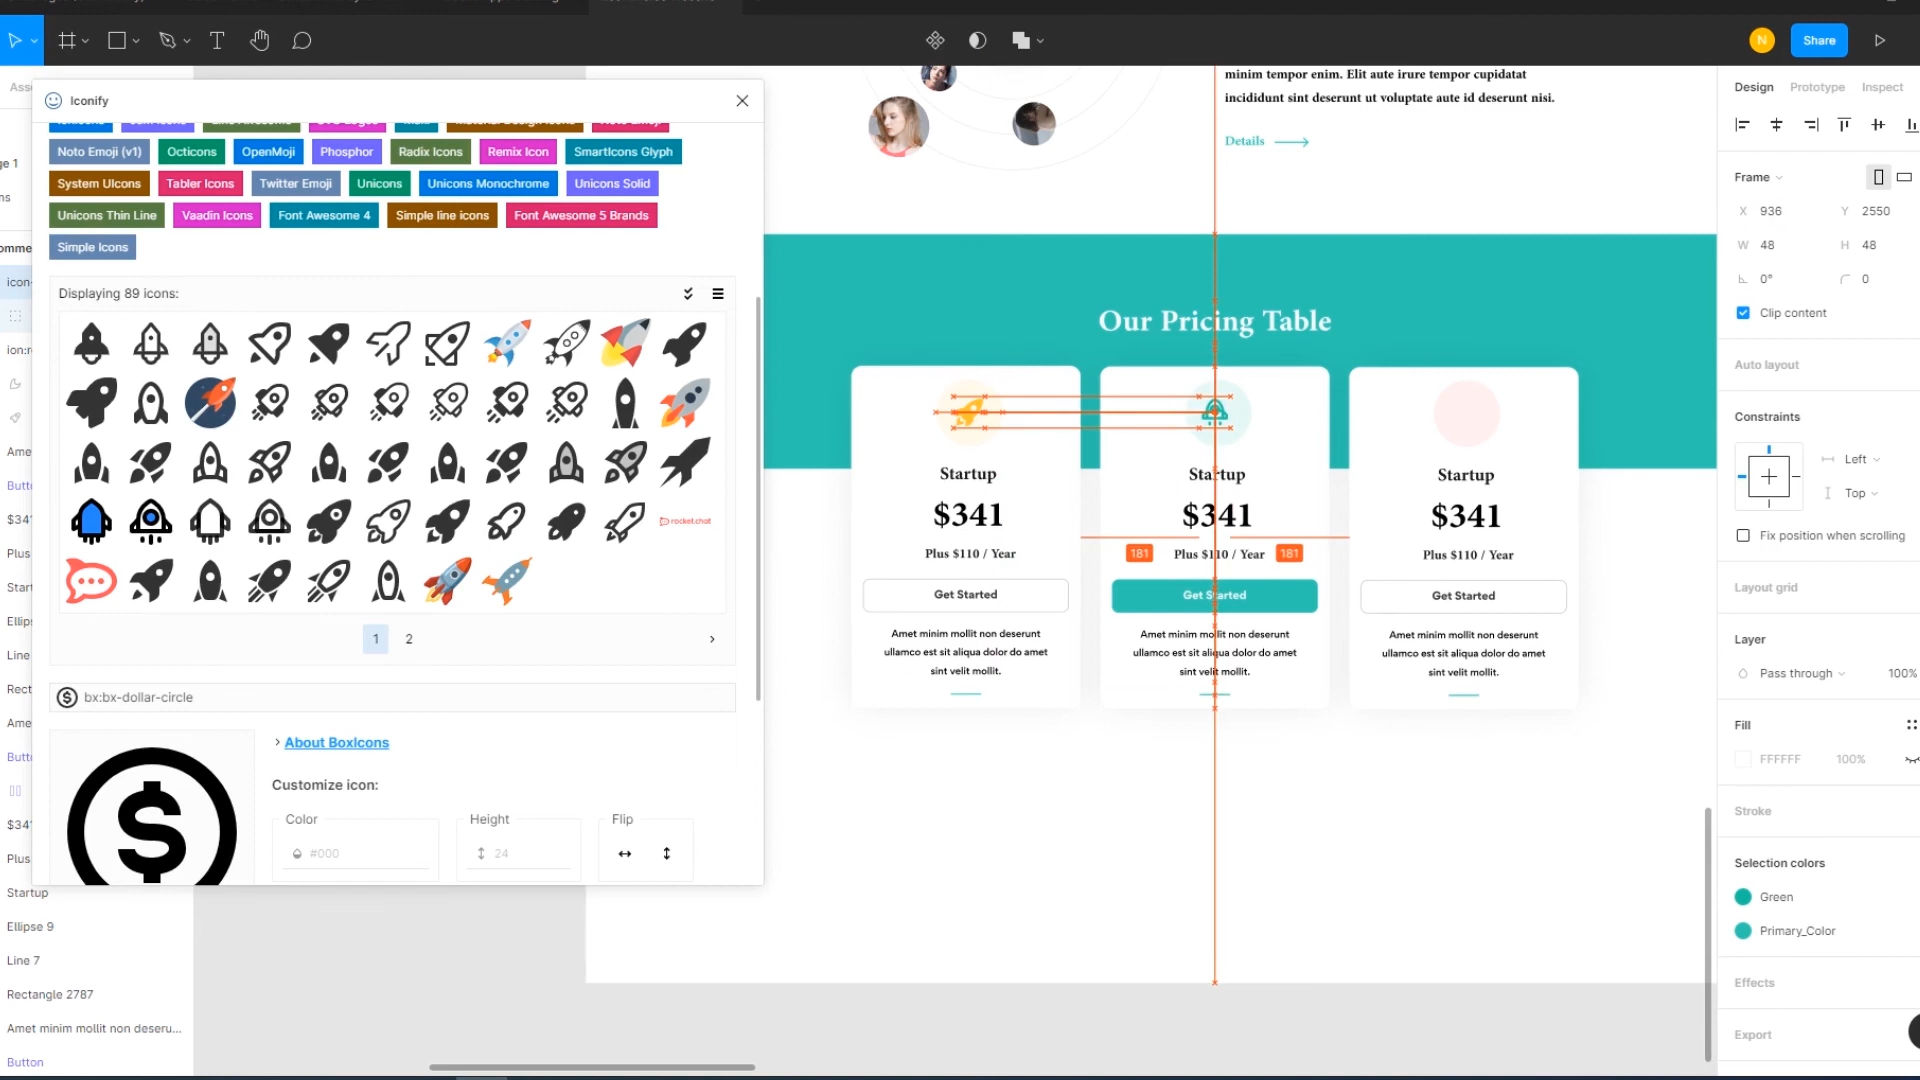 N
Share
Iconify
Noto Emoji (v1)
Octicons
OpenMoji
Phosphor
Radix Icons
Remix Icon
SmartIcons Glyph
System UIcons
Tabler Icons
Twitter Emoji
Unicons
Unicons Monochrome
Unicons Solid
Unicons Thin Line
Vaadin Icons
Font Awesome 4
Simple line icons
Font Awesome 5 Brands
Simple Icons
Displaying 89 icons:
rocket.chat
1 2
bx:bx-dollar-circle
About BoxIcons
Customize icon:
Color
Height
Flip
#000
24
Startup
Ellipse 9
Line 7
Rectangle 2787
Amet minim mollit non deseru...
Button
minim tempor enim. Elit aute irure tempor cupidatat
incididunt sint deserunt ut voluptate aute id deserunt nisi.
Details
Our Pricing Table
Startup
$341
Plus $110 / Year
Get Started
Amet minim mollit non deserunt
ullamco est sit aliqua dolor do amet
sint velit mollit.
Startup
$341
181
Plus $110 / Year
181
Get Started
Amet minim mollit non deserunt
ullamco est sit aliqua dolor do amet
sint velit mollit.
Startup
$341
Plus $110 / Year
Get Started
Amet minim mollit non deserunt
ullamco est sit aliqua dolor do amet
sint velit mollit.
Design
Prototype
Inspect
Frame
X 936
Y 2550
W 48
H 48
0°
0
Clip content
Auto layout
Constraints
Left
Top
Fix position when scrolling
Layout grid
Layer
Pass through
100%
Fill
FFFFFF
100%
Stroke
Selection colors
Green
Primary_Color
Effects
Export